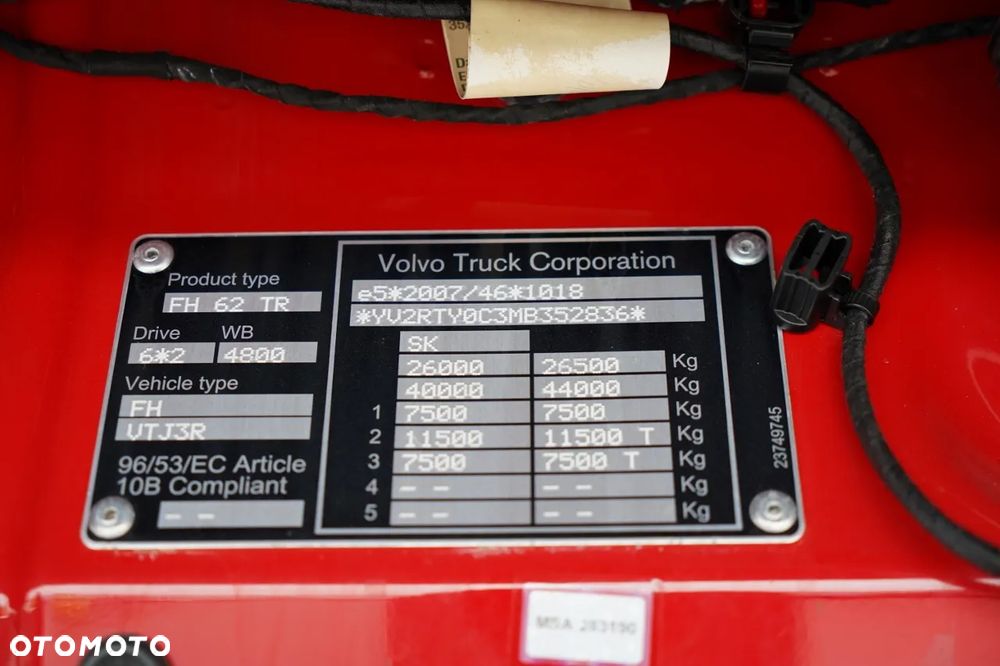 Volvo Truck Corporation
Product type
FH 62 TR
Drive WB
6*2 4800
Vehicle type
FH
VTJ3R
96/53/EC Article
10B Compliant
- -
e5*2007/46*1018
*YV2RTY0C3MB352836*
SK
26000 26500 Kg
40000 44000 Kg
1 7500 7500 Kg
2 11500 11500 T Kg
3 7500 7500 T Kg
4 - - - - Kg
5 - - - - Kg
23749745
MSA 283190
OTOMOTO